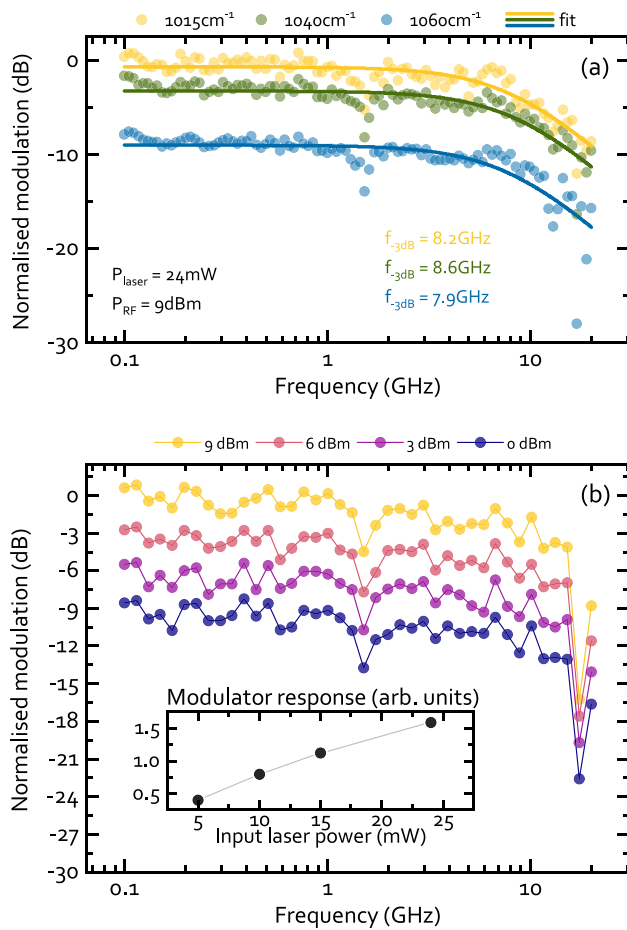 1015cm⁻¹ 1040cm⁻¹ 1060cm⁻¹ fit
(a)
Normalised modulation (dB)
0
-10
-20
-30
f-3dB = 8.2GHz
f-3dB = 8.6GHz
f-3dB = 7.9GHz
Plaser = 24mW
PRF = 9dBm
0.1 1 10
Frequency (GHz)
9 dBm 6 dBm 3 dBm 0 dBm
(b)
Normalised modulation (dB)
0
-3
-6
-9
-12
-15
-18
-21
-24
-27
-30
Modulator response (arb. units)
1.5
1.0
0.5
5 10 15 20 25
Input laser power (mW)
0.1 1 10
Frequency (GHz)